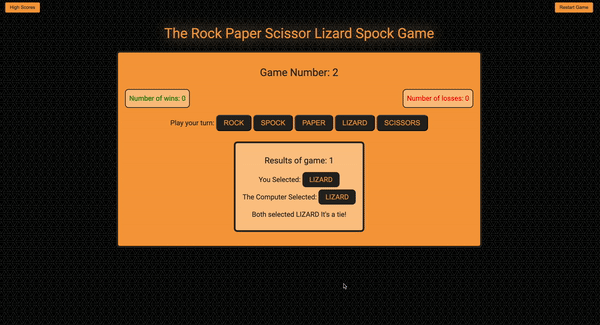 High Scores
Restart Game
The Rock Paper Scissor Lizard Spock Game
Game Number: 2
Number of wins: 0
Number of losses: 0
Play your turn: ROCK SPOCK PAPER LIZARD SCISSORS
Results of game: 1
You Selected: LIZARD
The Computer Selected: LIZARD
Both selected LIZARD It's a tie!